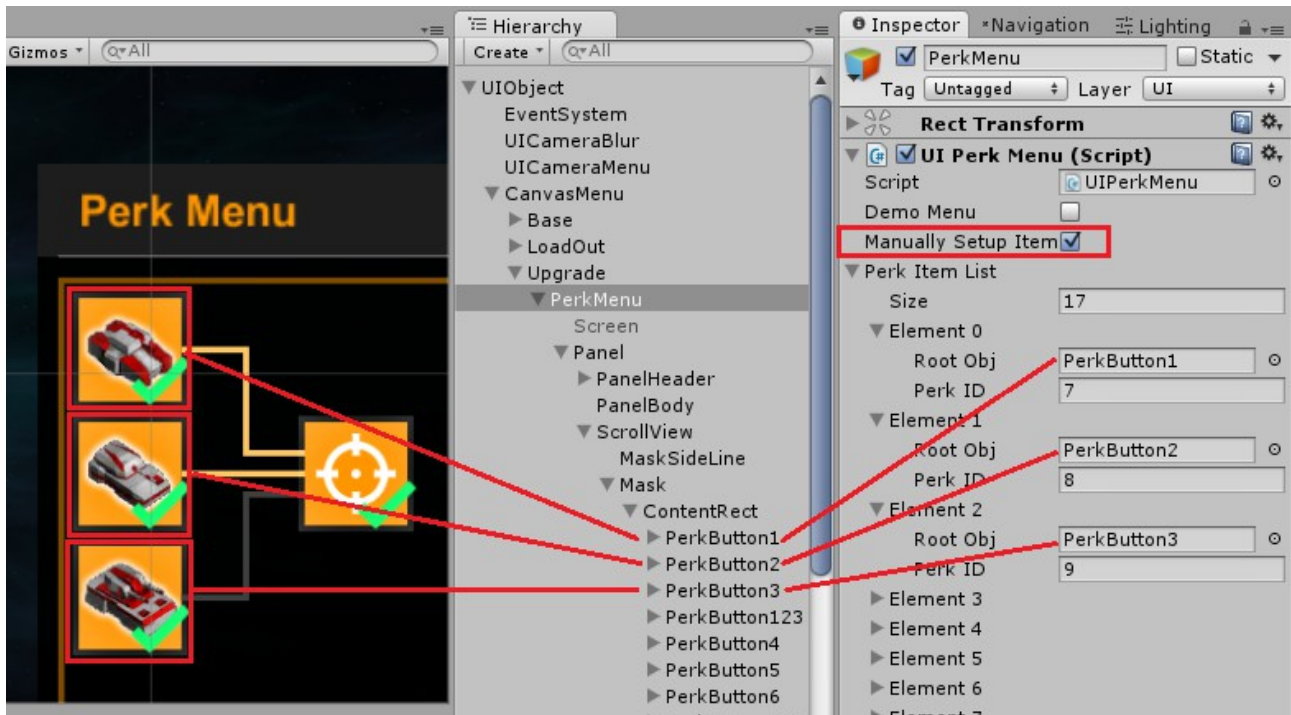 Gizmos
All
Perk Menu
Hierarchy
Create
All
UIObject
EventSystem
UICameraBlur
UICameraMenu
CanvasMenu
Base
LoadOut
Upgrade
PerkMenu
Screen
Panel
PanelHeader
PanelBody
ScrollView
MaskSideLine
Mask
ContentRect
PerkButton1
PerkButton2
PerkButton3
PerkButton123
PerkButton4
PerkButton5
PerkButton6
Inspector Navigation Lighting
PerkMenu Static
Tag Untagged Layer UI
Rect Transform
UI Perk Menu (Script)
Script UIPerkMenu
Demo Menu
Manually Setup Item
Perk Item List
Size 17
Element 0
Root Obj PerkButton1
Perk ID 7
Element 1
Root Obj PerkButton2
Perk ID 8
Element 2
Root Obj PerkButton3
Perk ID 9
Element 3
Element 4
Element 5
Element 6
Element 7